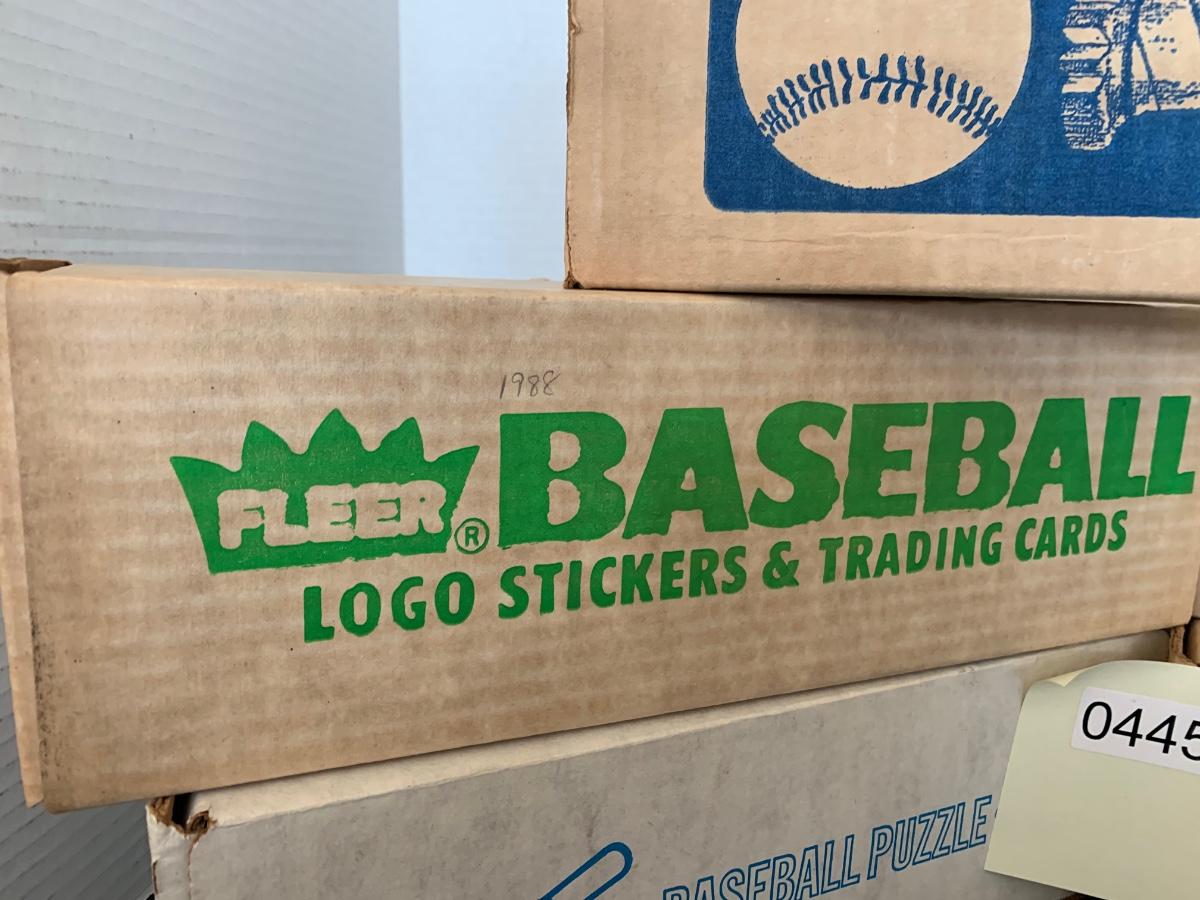 1988
FLEER® BASEBALL
LOGO STICKERS & TRADING CARDS
0445
BASEBALL PUZZLE